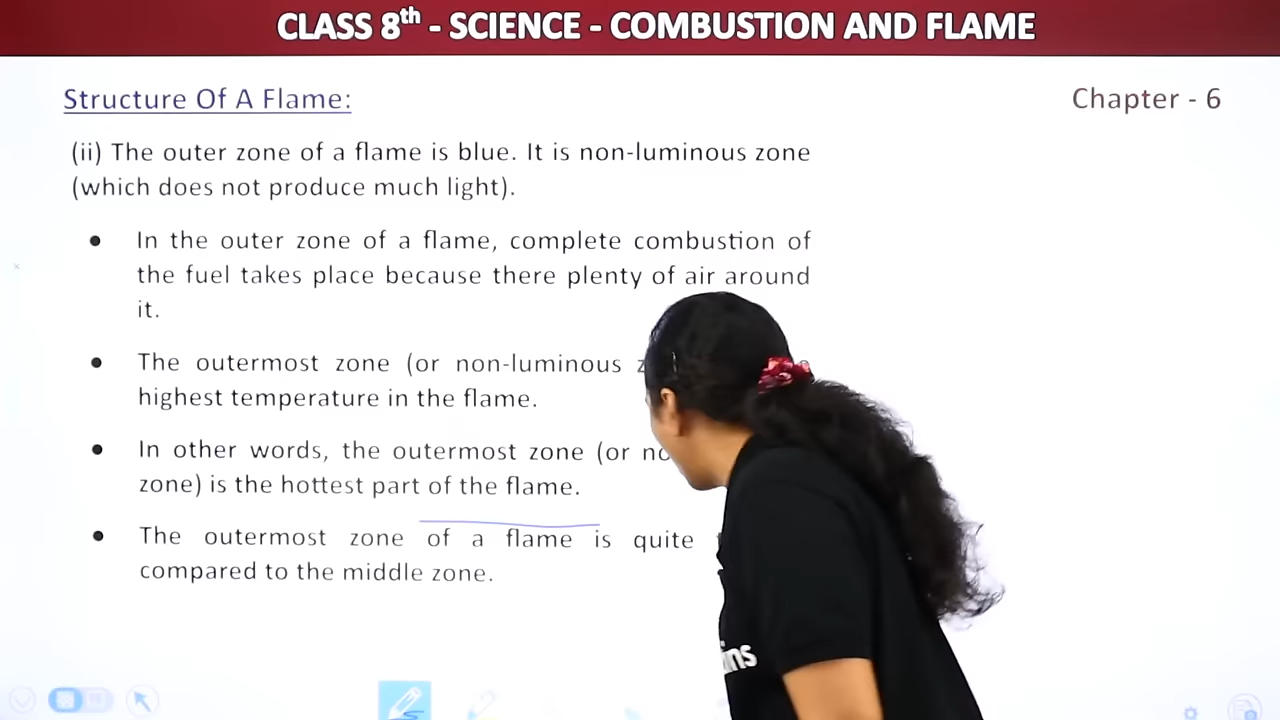 CLASS 8th - SCIENCE - COMBUSTION AND FLAME
Structure Of A Flame:
Chapter - 6
(ii) The outer zone of a flame is blue. It is non-luminous zone
(which does not produce much light).
● In the outer zone of a flame, complete combustion of
the fuel takes place because there plenty of air around
it.
● The outermost zone (or non-luminous
highest temperature in the flame.
● In other words, the outermost zone (or
zone) is the hottest part of the flame.
● The outermost zone of a flame is quite
compared to the middle zone.